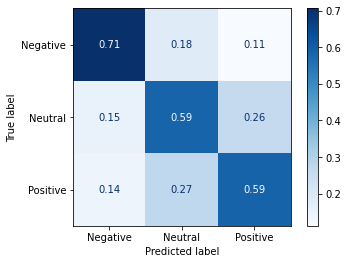 Negative 0.71 0.18 0.11
Neutral 0.15 0.59 0.26
Positive 0.14 0.27 0.59
Negative Neutral Positive
Predicted label
True label
0.7
0.6
0.5
0.4
0.3
0.2